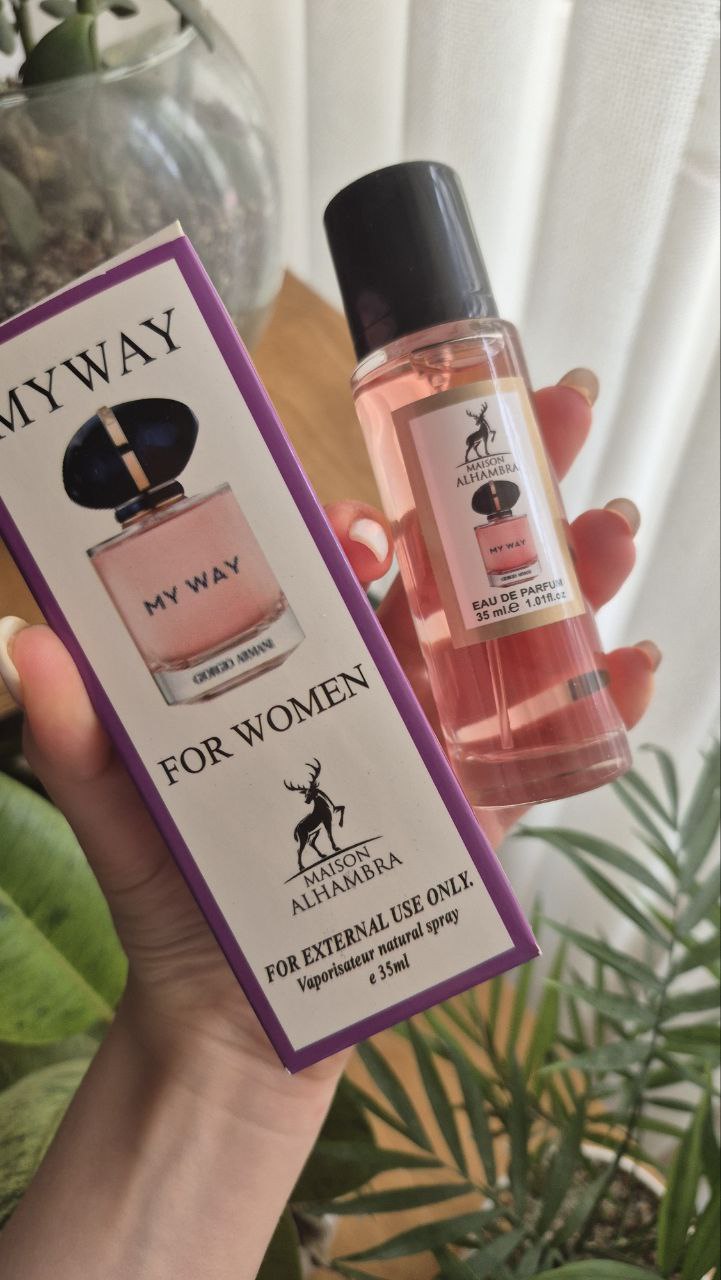 MYWAY
MY WAY
GIORGIO ARMANI
FOR WOMEN
MAISON
ALHAMBRA
FOR EXTERNAL USE ONLY.
Vaporisateur natural spray
e 35ml
MAISON
ALHAMBRA
MY WAY
GIORGIO ARMANI
EAU DE PARFUM
35 ml.e 1.01fl.oz